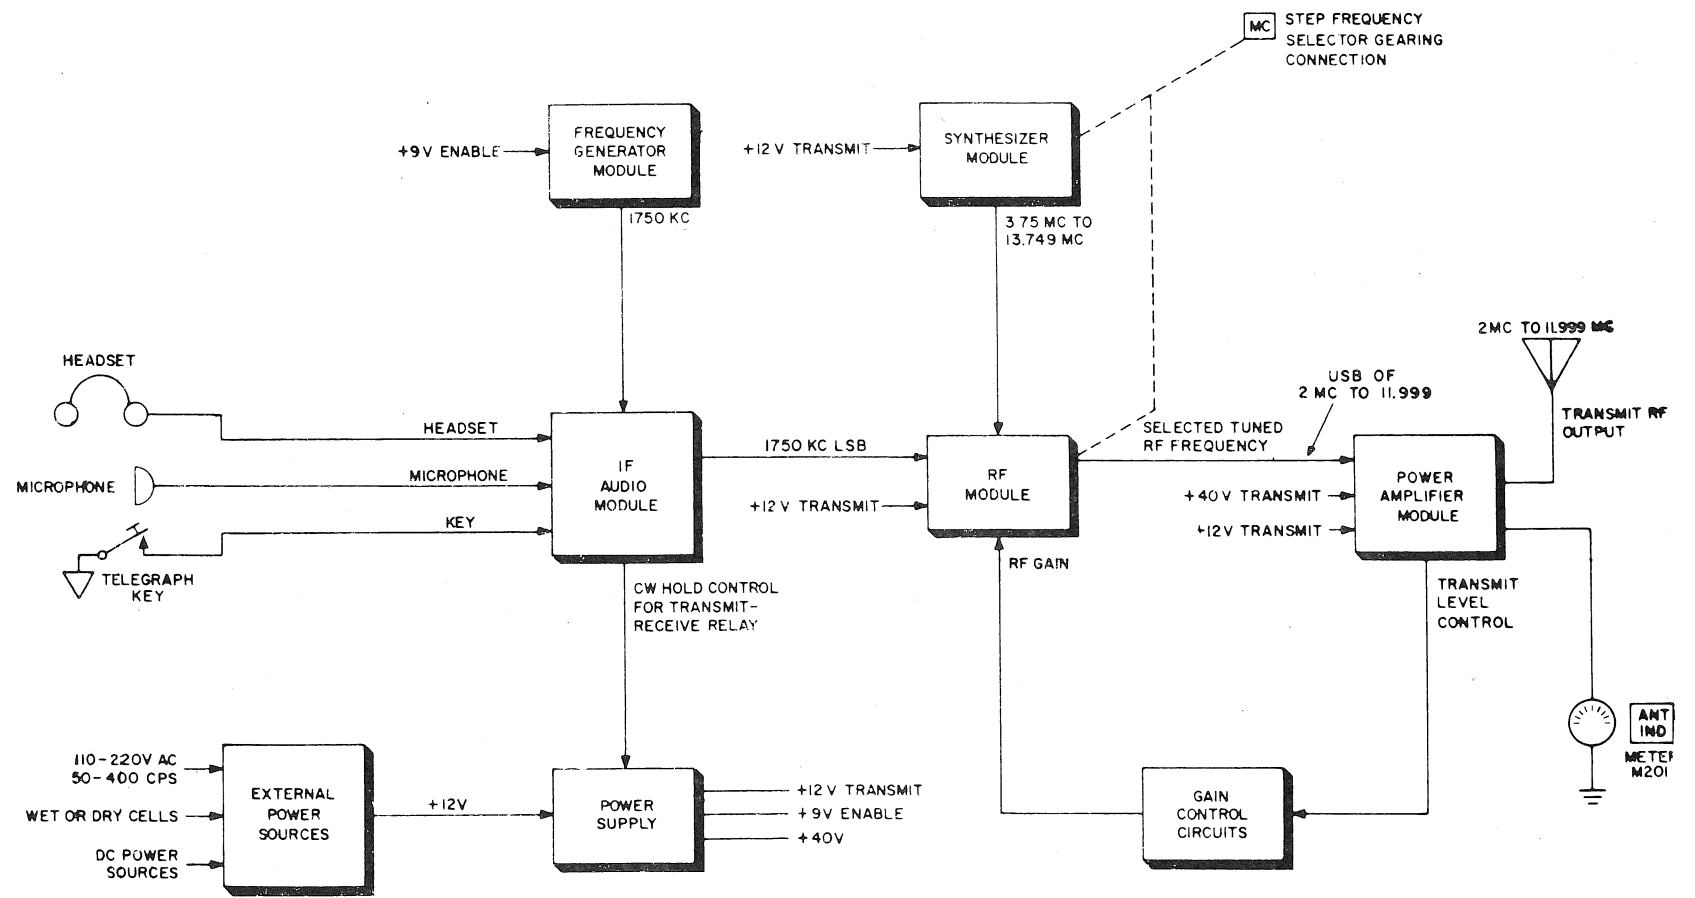 MC
STEP FREQUENCY
SELECTOR GEARING
CONNECTION
+9V ENABLE
FREQUENCY
GENERATOR
MODULE
+12V TRANSMIT
SYNTHESIZER
MODULE
1750 KC
3 75 MC TO
13.749 MC
2MC TO 11.999 MC
HEADSET
USB OF
2 MC TO 11.999
HEADSET
TRANSMIT RF
OUTPUT
SELECTED TUNED
RF FREQUENCY
1750 KC LSB
IF
AUDIO
MODULE
RF
MODULE
POWER
AMPLIFIER
MODULE
MICROPHONE
MICROPHONE
+12V TRANSMIT
+40V TRANSMIT
+12V TRANSMIT
KEY
TELEGRAPH
KEY
RF GAIN
CW HOLD CONTROL
FOR TRANSMIT-
RECEIVE RELAY
TRANSMIT
LEVEL
CONTROL
ANT
IND
METER
M201
110-220V AC
50-400 CPS
WET OR DRY CELLS
DC POWER
SOURCES
EXTERNAL
POWER
SOURCES
+12V
POWER
SUPPLY
+12V TRANSMIT
+9V ENABLE
+40V
GAIN
CONTROL
CIRCUITS